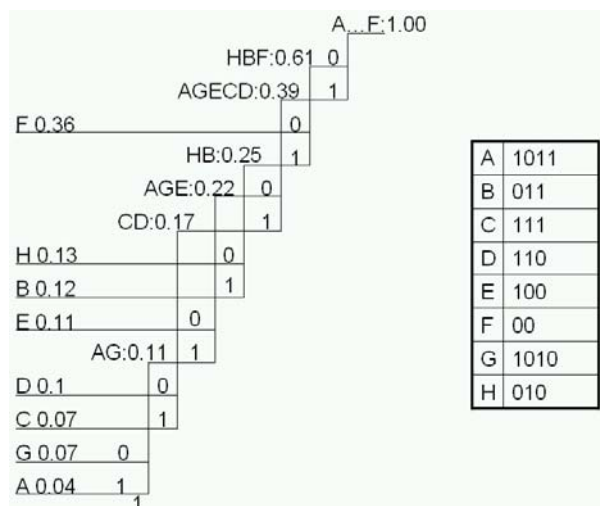 A...F:1.00
HBF:0.61 0
AGECD:0.39 1
F 0.36 0
HB:0.25 1
AGE:0.22 0
CD:0.17 1
H 0.13 0
B 0.12 1
E 0.11 0
AG:0.11 1
D 0.1 0
C 0.07 1
G 0.07 0
A 0.04 1
1
A 1011
B 011
C 111
D 110
E 100
F 00
G 1010
H 010